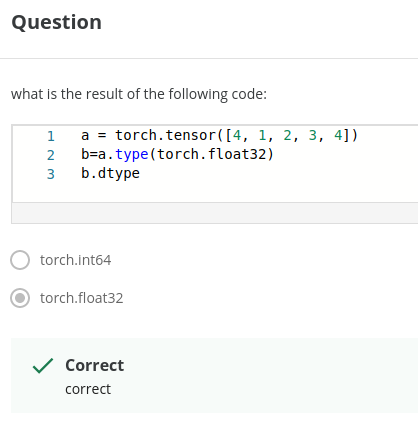 Question
what is the result of the following code:
1 a = torch.tensor([4, 1, 2, 3, 4])
2 b=a.type(torch.float32)
3 b.dtype
torch.int64
torch.float32
Correct
correct